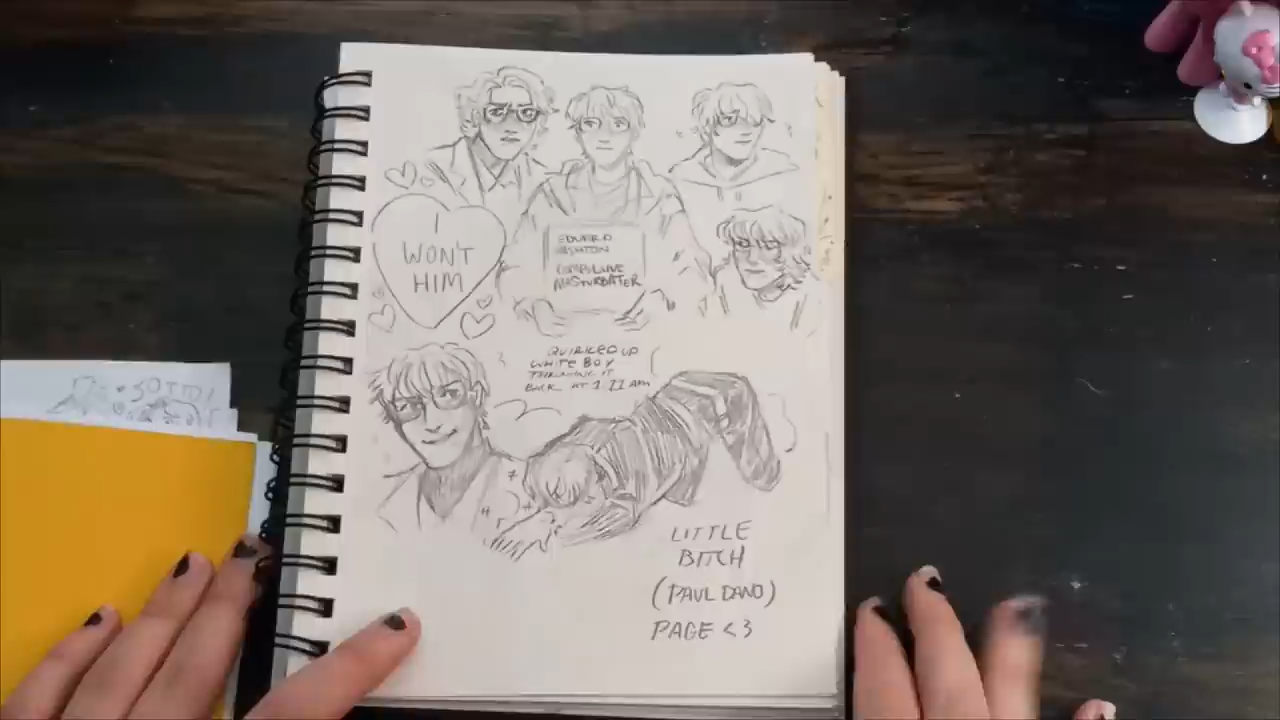 I
WON'T
HIM
EDWARD
NASHTON
COMPULSIVE
MASTURBATER
QUIRKED UP
WHITE BOY
THROWING IT
BACK AT 1:11 AM
LITTLE
BITCH
(PAUL DANO)
PAGE <3